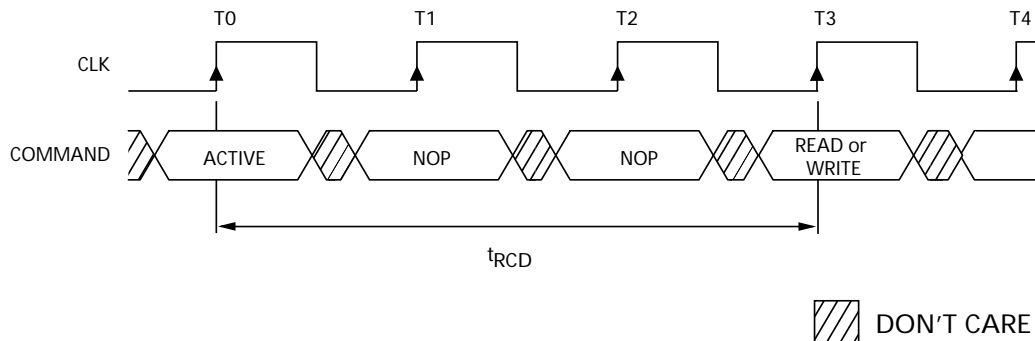 T0 T1 T2 T3 T4
CLK
COMMAND ACTIVE NOP NOP READ or
WRITE
tRCD
DON'T CARE